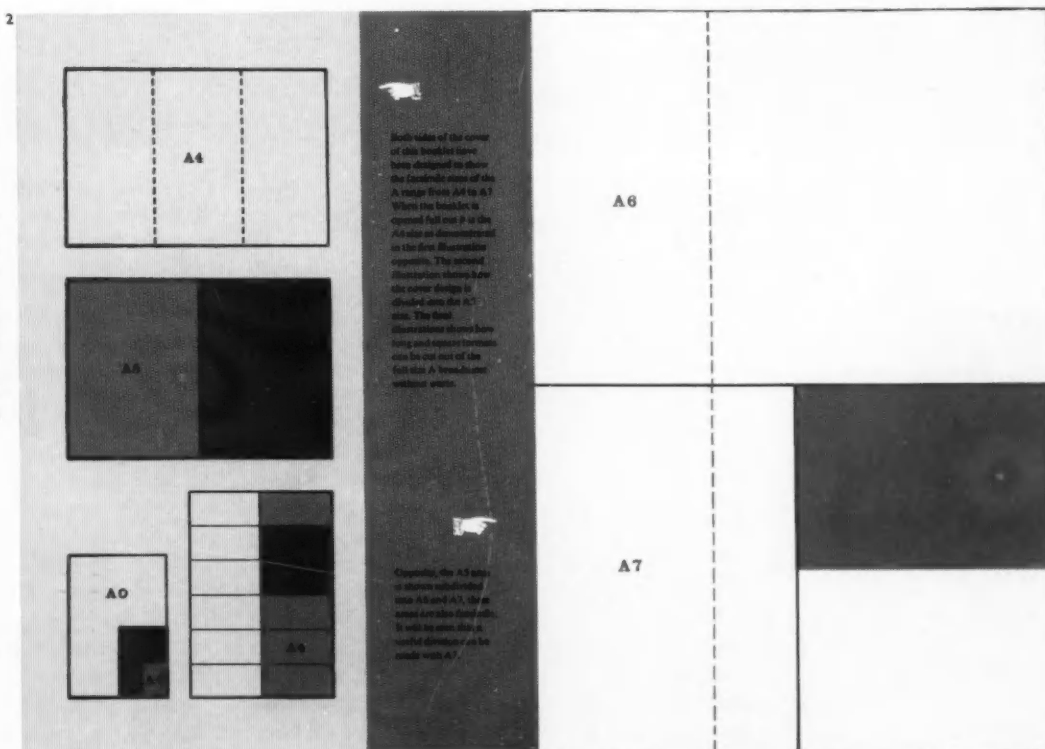 2
A4
A5
A0
A4
Both sides of the cover
of this booklet have
been designed to show
the facsimile sizes of the
A range from A4 to A7
When the booklet is
opened full out it is the
A4 size as demonstrated
in the first illustration
opposite. The second
illustration shows how
the cover design is
divided into the A5
size. The final
illustrations shows how
long and square formats
can be cut out of the
full size A broadsheet
without waste.
Opposite, the A5 area
is shown subdivided
into A6 and A7, these
areas are also facsimile.
It will be seen that a
useful division can be
made with A7.
A6
A7